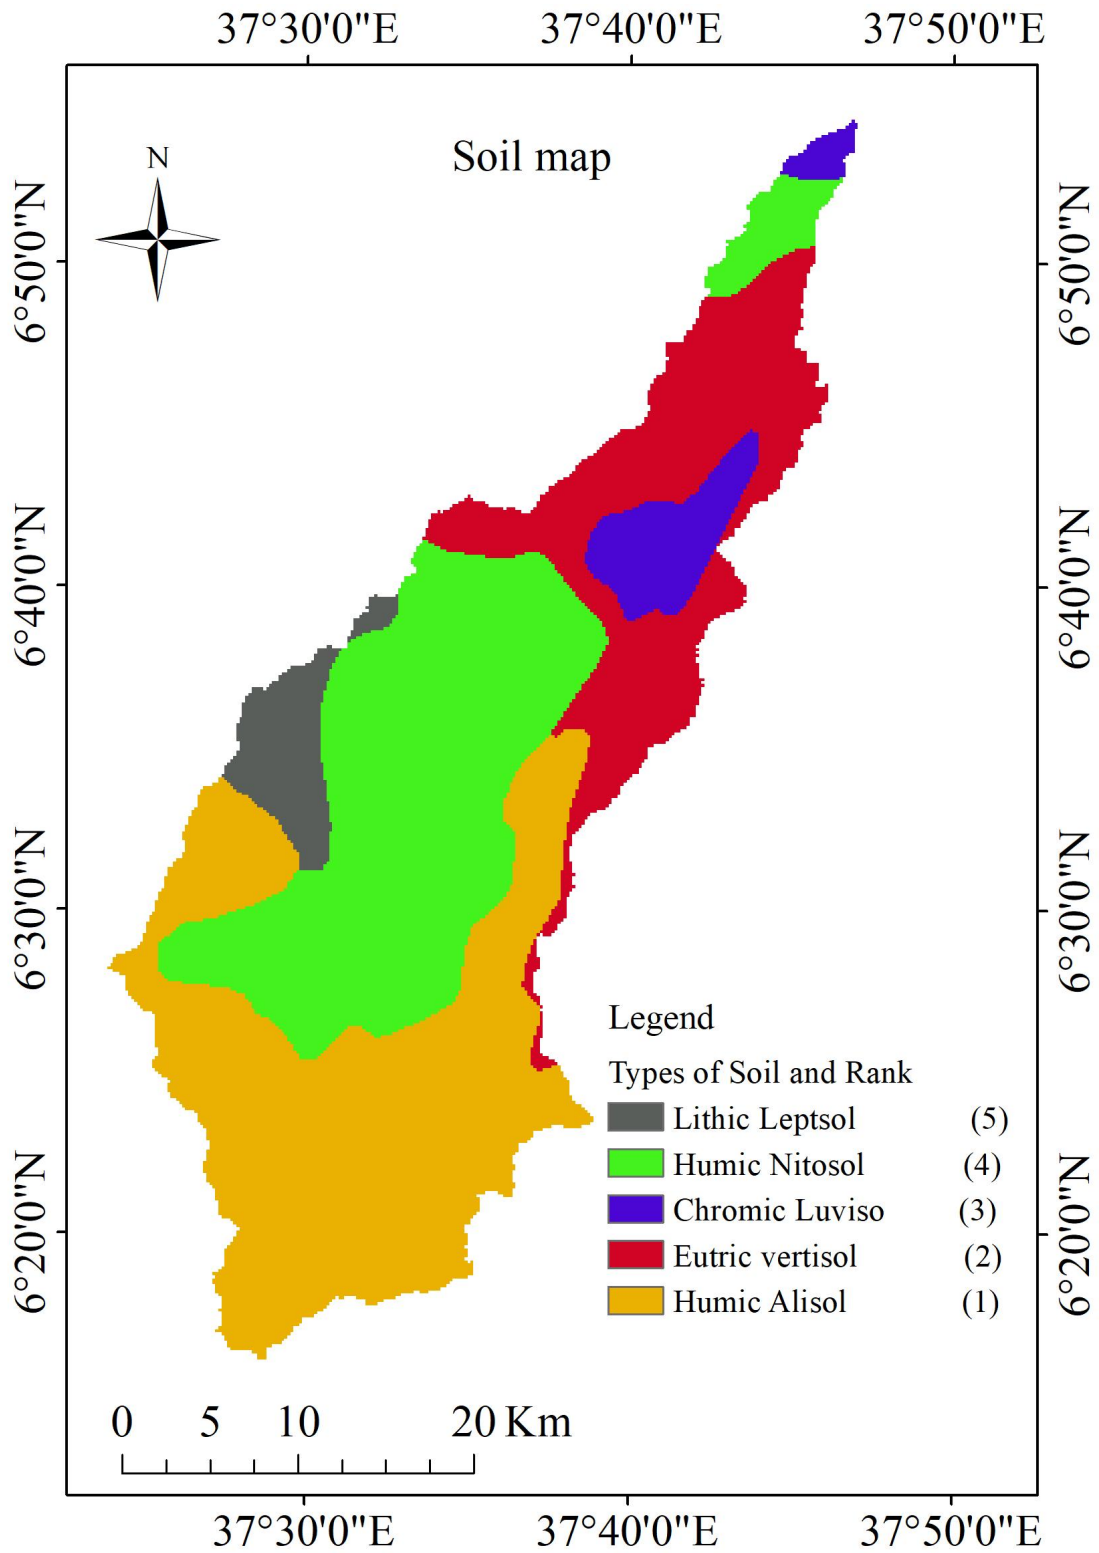 37°30'0"E 37°40'0"E 37°50'0"E
N
Soil map
6°50'0"N 6°50'0"N
6°40'0"N 6°40'0"N
6°30'0"N 6°30'0"N
6°20'0"N 6°20'0"N
Legend
Types of Soil and Rank
Lithic Leptsol (5)
Humic Nitosol (4)
Chromic Luviso (3)
Eutric vertisol (2)
Humic Alisol (1)
0 5 10 20 Km
37°30'0"E 37°40'0"E 37°50'0"E